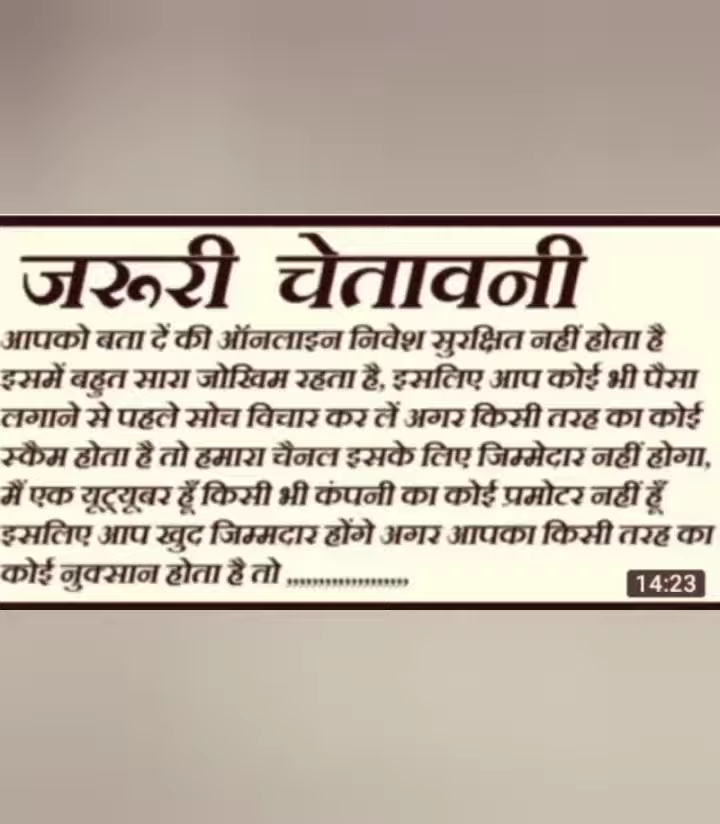 जरूरी चेतावनी
आपको बता दें की ऑनलाइन निवेश सुरक्षित नहीं होता है
इसमें बहुत सारा जोखिम रहता है, इसलिए आप कोई भी पैसा
लगाने से पहले सोच विचार कर लें अगर किसी तरह का कोई
स्कैम होता है तो हमारा चैनल इसके लिए जिम्मेदार नहीं होगा,
मैं एक यूट्यूबर हूँ किसी भी कंपनी का कोई प्रमोटर नहीं हूँ
इसलिए आप खुद जिम्मदार होंगे अगर आपका किसी तरह का
कोई नुक्सान होता है तो ,,,,,,,,,,,,,,,,,,,
14:23